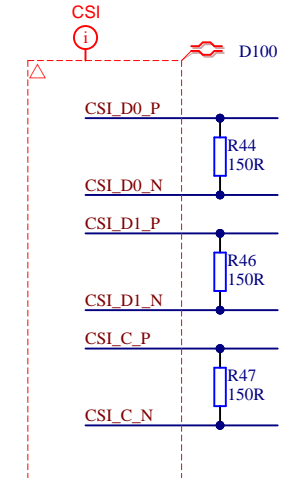 CSI
i
D100
CSI_D0_P
R44
150R
CSI_D0_N
CSI_D1_P
R46
150R
CSI_D1_N
CSI_C_P
R47
150R
CSI_C_N